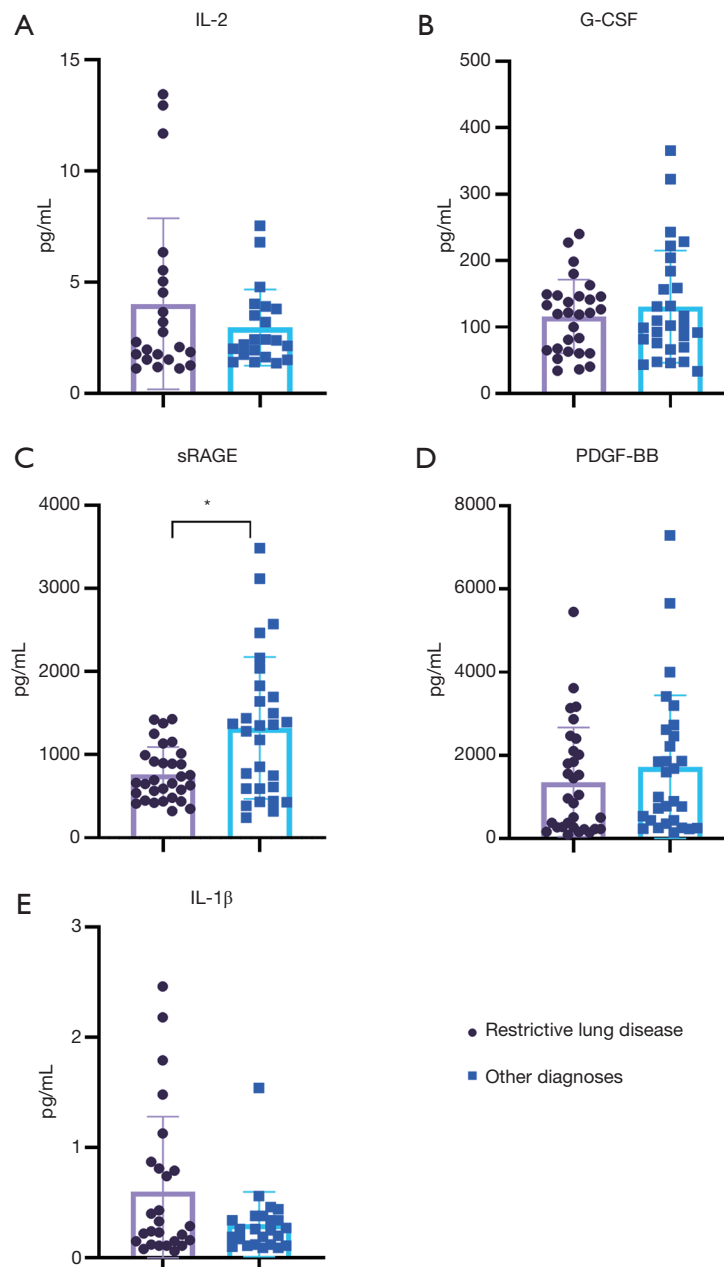 A
IL-2
15
10
5
0
pg/mL
B
G-CSF
500
400
300
200
100
0
pg/mL
C
sRAGE
4000
3000
2000
1000
0
pg/mL
*
D
PDGF-BB
8000
6000
4000
2000
0
pg/mL
E
IL-1β
3
2
1
0
pg/mL
Restrictive lung disease
Other diagnoses